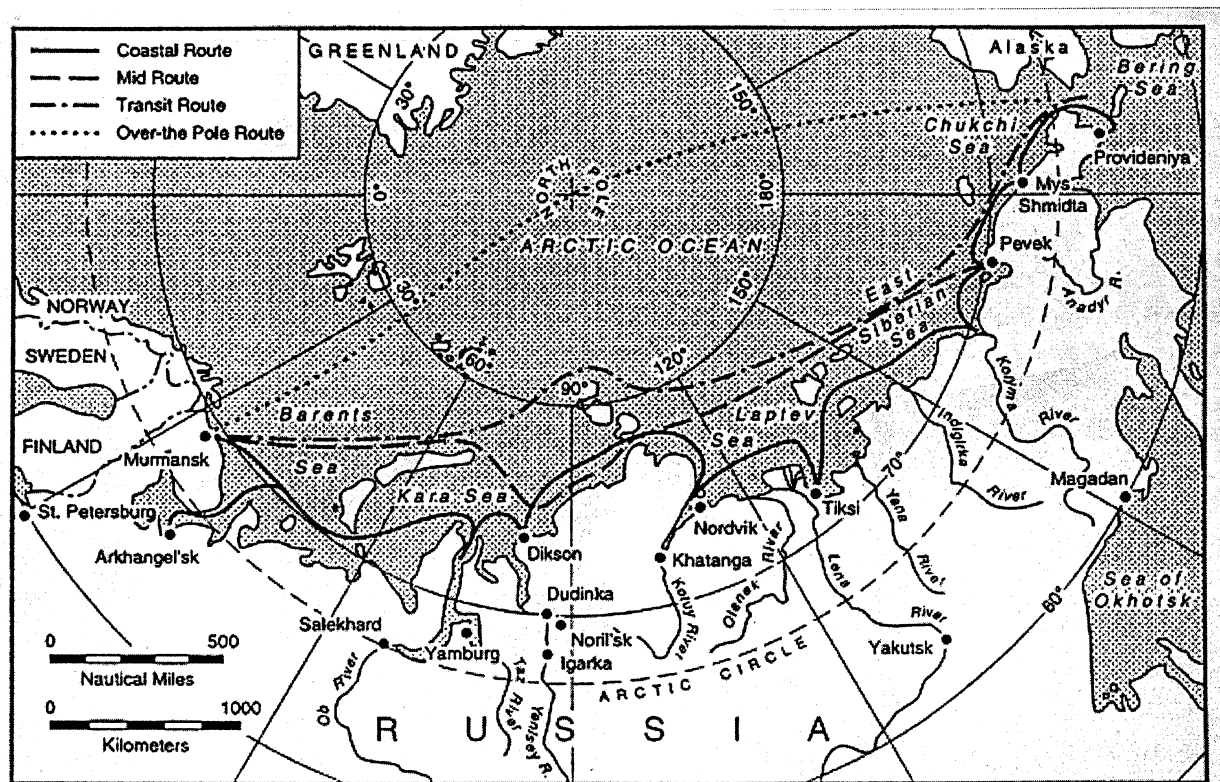 Coastal Route
Mid Route
Transit Route
Over-the Pole Route
GREENLAND
30°
0°
NORTH POLE
150°
180°
ARCTIC OCEAN
30°
60°
90°
120°
150°
Alaska
Bering
Sea
Chukchi
Sea
Provideniya
Mys
Shmidta
Pevek
Anadyr R.
East
Siberian
Sea
NORWAY
SWEDEN
FINLAND
Murmansk
St. Petersburg
Arkhangel'sk
Barents
Sea
Kara Sea
Laptev
Sea
Dikson
Nordvik
Khatanga
Tiksi
Kolyma
River
Indigirka
River
70°
Yana
River
Magadan
Dudinka
Noril'sk
Igarka
Kotuy River
Olenek River
Lena
River
Yakutsk
60°
Sea of
Okhotsk
Salekhard
Yamburg
Ob River
Taz River
Yenisey R.
ARCTIC CIRCLE
RUSSIA
0 500
Nautical Miles
0 1000
Kilometers